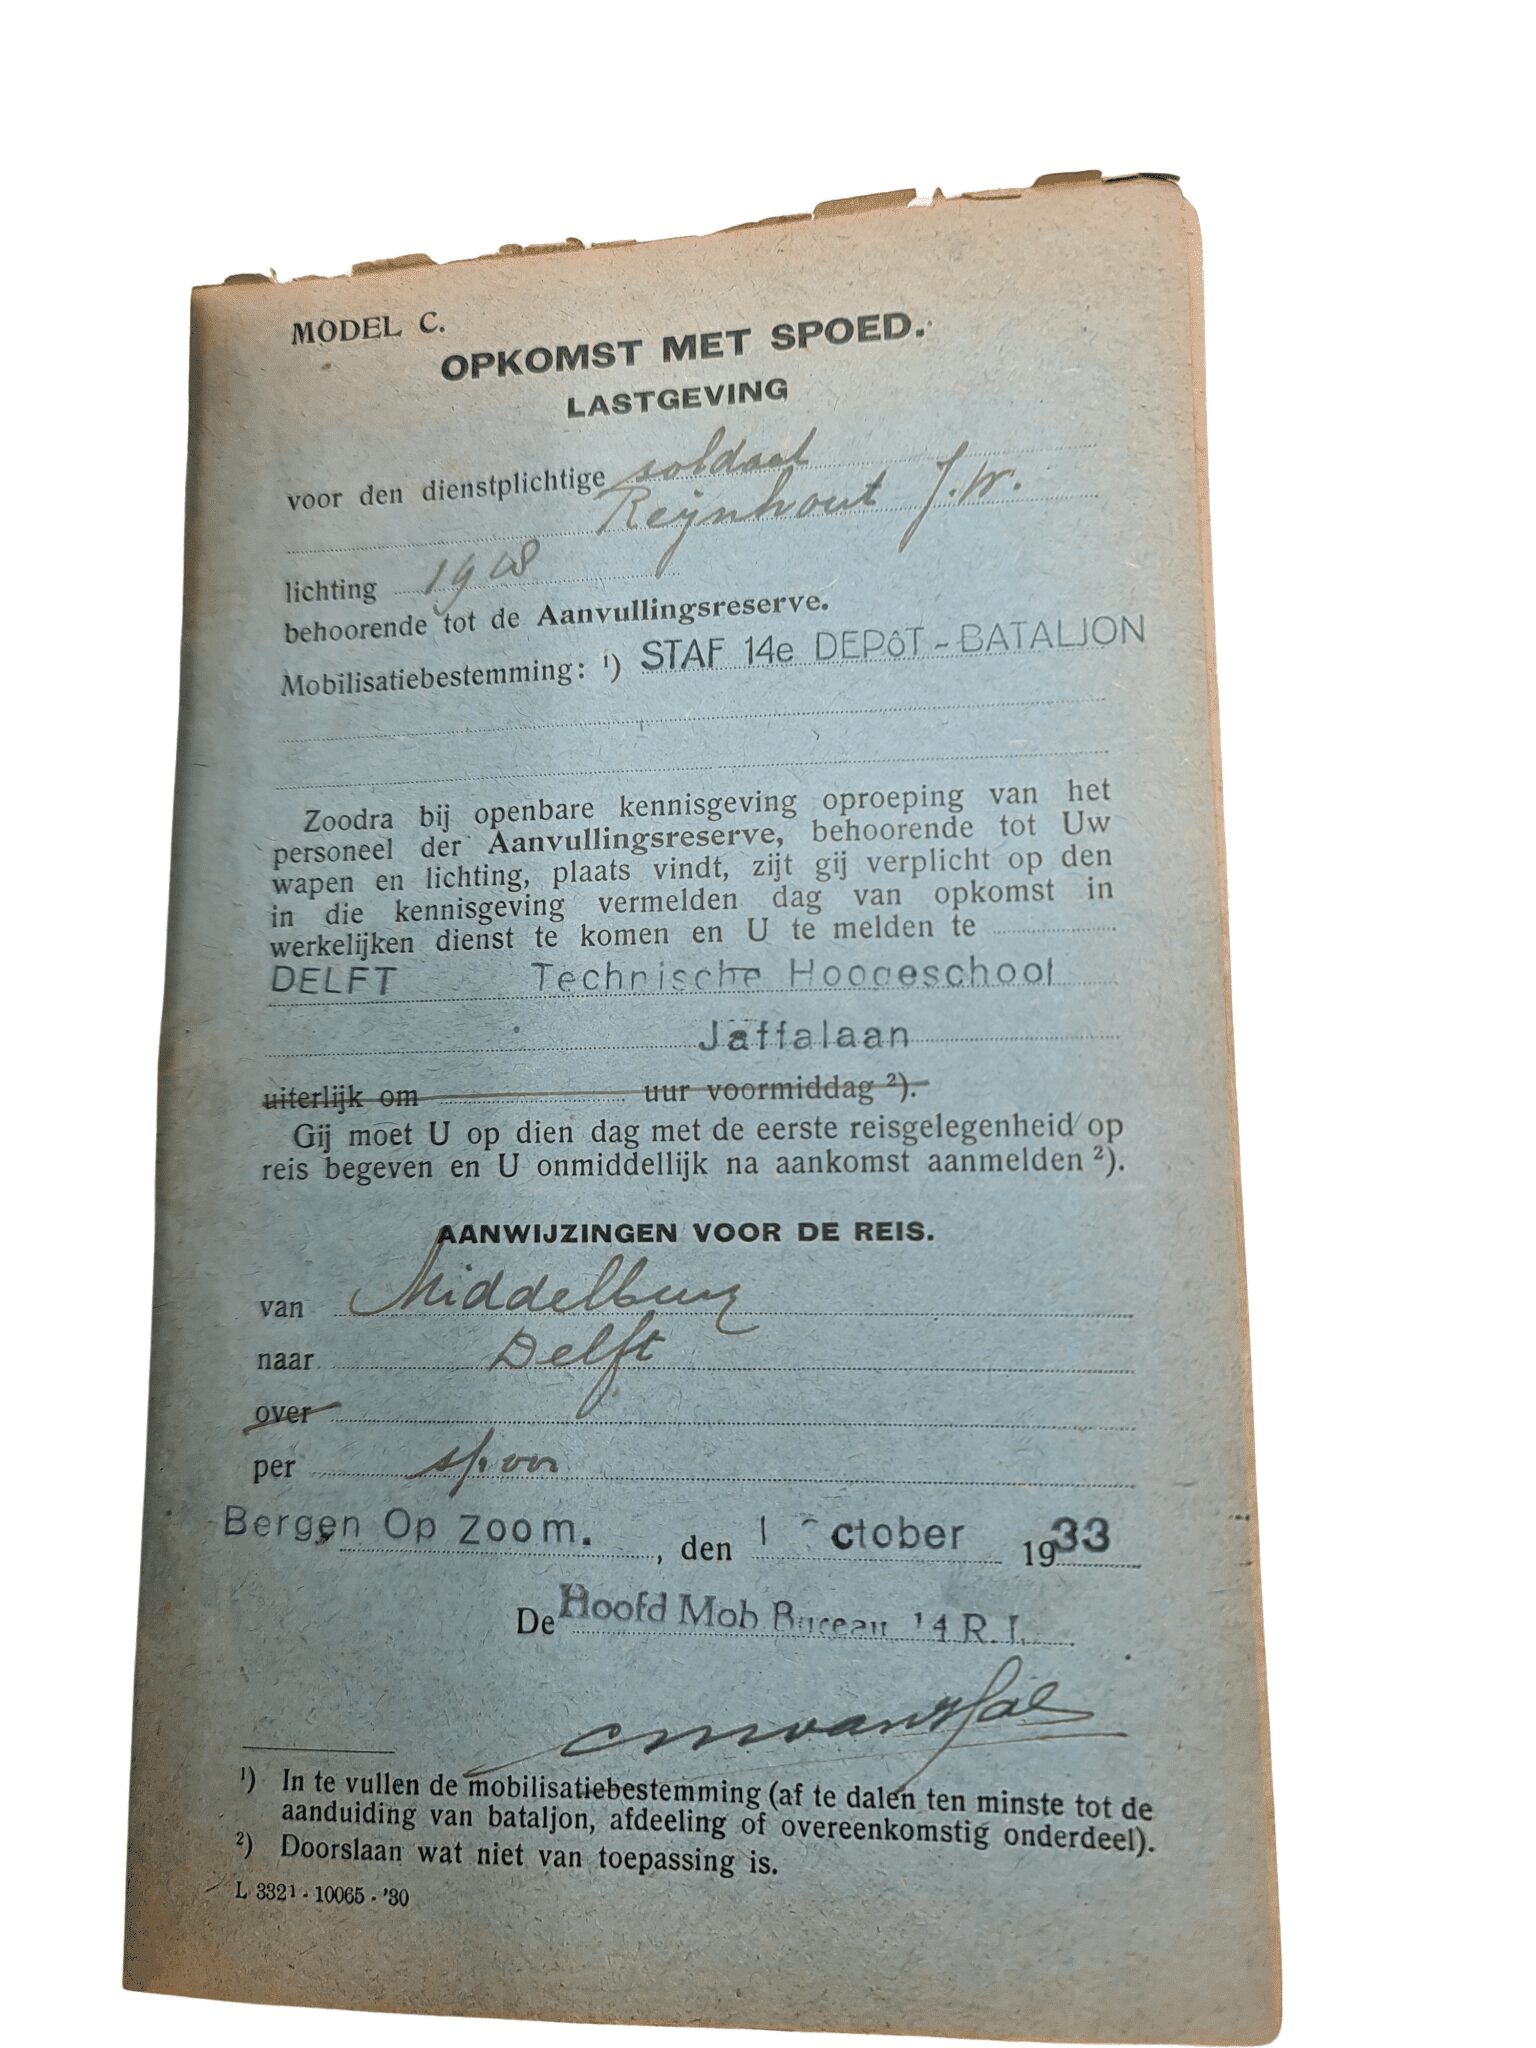 MODEL C.
OPKOMST MET SPOED.
LASTGEVING
voor den dienstplichtige soldaat
Reijnhout J.W.
lichting 1908
behoorende tot de Aanvullingsreserve.
Mobilisatiebestemming: ¹) STAF 14e DEPôT-BATALJON
Zoodra bij openbare kennisgeving oproeping van het
personeel der Aanvullingsreserve, behoorende tot Uw
wapen en lichting, plaats vindt, zijt gij verplicht op den
in die kennisgeving vermelden dag van opkomst in
werkelijken dienst te komen en U te melden te
DELFT Technische Hoogeschool
Jaffalaan
uiterlijk om uur voormiddag ²).
Gij moet U op dien dag met de eerste reisgelegenheid op
reis begeven en U onmiddellijk na aankomst aanmelden ²).
AANWIJZINGEN VOOR DE REIS.
van Middelburg
naar Delft
over
per spoor
Bergen Op Zoom. , den 1 October 1933
De Hoofd Mob Bureau 14 R.I.
¹) In te vullen de mobilisatiebestemming (af te dalen ten minste tot de
aanduiding van bataljon, afdeeling of overeenkomstig onderdeel).
²) Doorslaan wat niet van toepassing is.
L 3321 - 10065 - '30